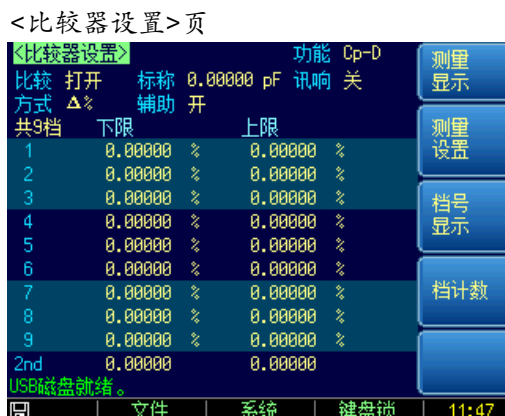 <比较器设置>页
<比较器设置> 功能 Cp-D
比较 打开 标称 0.00000 pF 讯响 关
方式 Δ% 辅助 开
共9档 下限 上限
1 0.00000 % 0.00000 %
2 0.00000 % 0.00000 %
3 0.00000 % 0.00000 %
4 0.00000 % 0.00000 %
5 0.00000 % 0.00000 %
6 0.00000 % 0.00000 %
7 0.00000 % 0.00000 %
8 0.00000 % 0.00000 %
9 0.00000 % 0.00000 %
2nd 0.00000 0.00000
USB磁盘就绪。
测量
显示
测量
设置
档号
显示
档计数
文件 系统 键盘锁 11:47